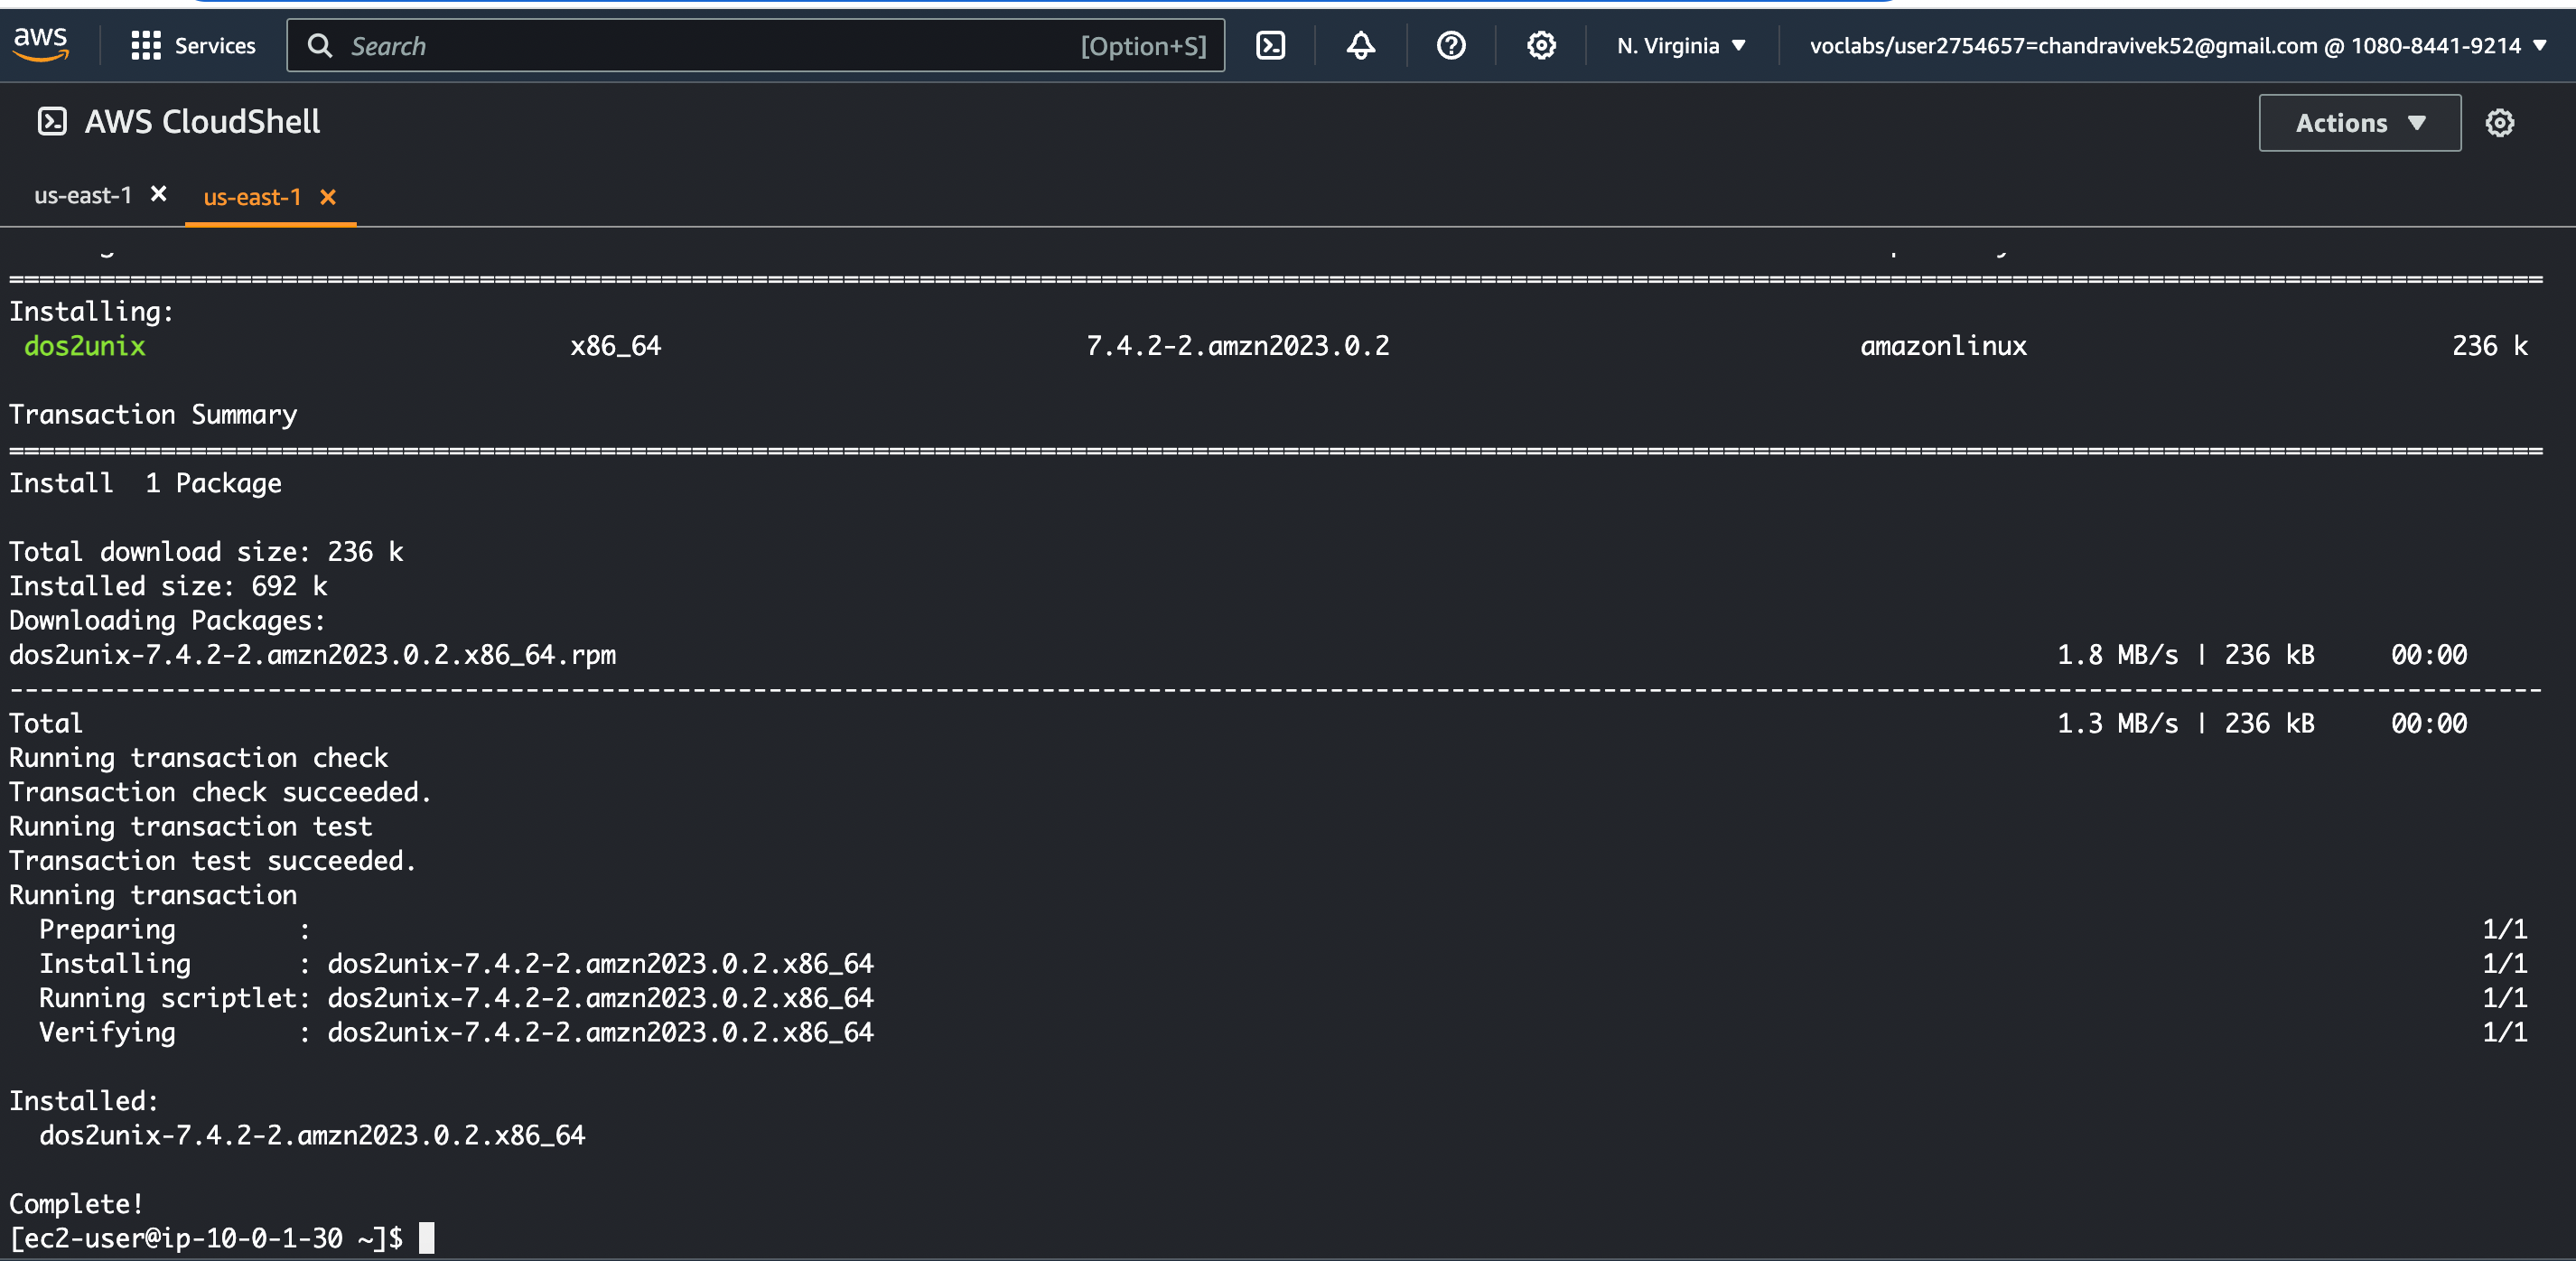 aws Services Search [Option+S] N. Virginia voclabs/user2754657=chandravivek52@gmail.com @ 1080-8441-9214
AWS CloudShell Actions
us-east-1 us-east-1
================================================================================
Installing:
dos2unix x86_64 7.4.2-2.amzn2023.0.2 amazonlinux 236 k
Transaction Summary
================================================================================
Install 1 Package
Total download size: 236 k
Installed size: 692 k
Downloading Packages:
dos2unix-7.4.2-2.amzn2023.0.2.x86_64.rpm 1.8 MB/s | 236 kB 00:00
--------------------------------------------------------------------------------
Total 1.3 MB/s | 236 kB 00:00
Running transaction check
Transaction check succeeded.
Running transaction test
Transaction test succeeded.
Running transaction
Preparing : 1/1
Installing : dos2unix-7.4.2-2.amzn2023.0.2.x86_64 1/1
Running scriptlet: dos2unix-7.4.2-2.amzn2023.0.2.x86_64 1/1
Verifying : dos2unix-7.4.2-2.amzn2023.0.2.x86_64 1/1
Installed:
dos2unix-7.4.2-2.amzn2023.0.2.x86_64
Complete!
[ec2-user@ip-10-0-1-30 ~]$